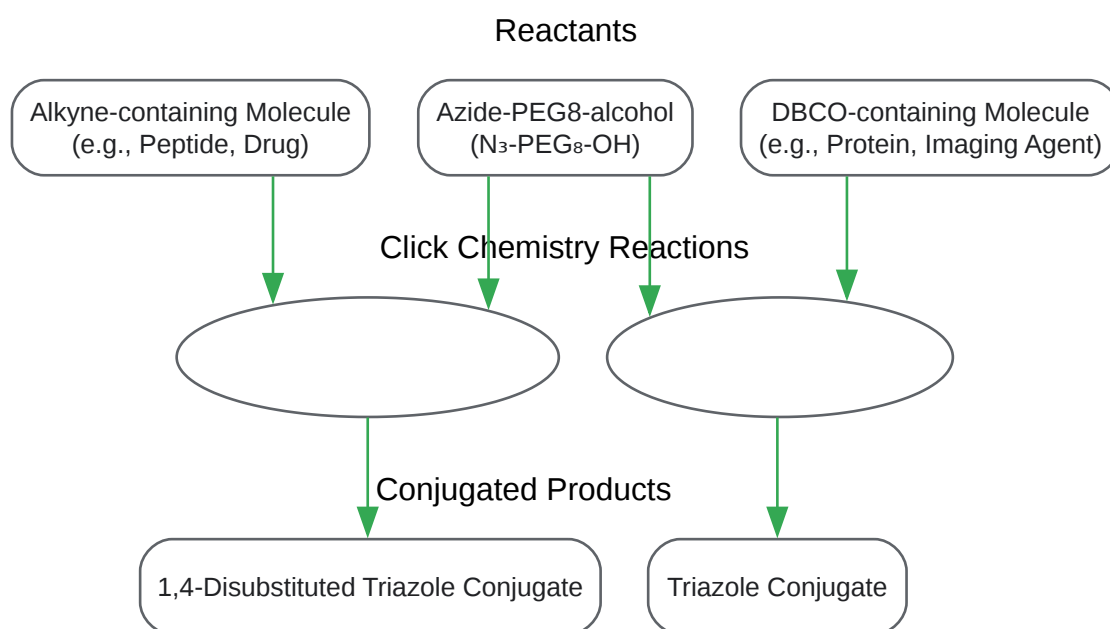 Reactants
Alkyne-containing Molecule
(e.g., Peptide, Drug)
Azide-PEG8-alcohol
(N₃-PEG₈-OH)
DBCO-containing Molecule
(e.g., Protein, Imaging Agent)
Click Chemistry Reactions
Conjugated Products
1,4-Disubstituted Triazole Conjugate
Triazole Conjugate